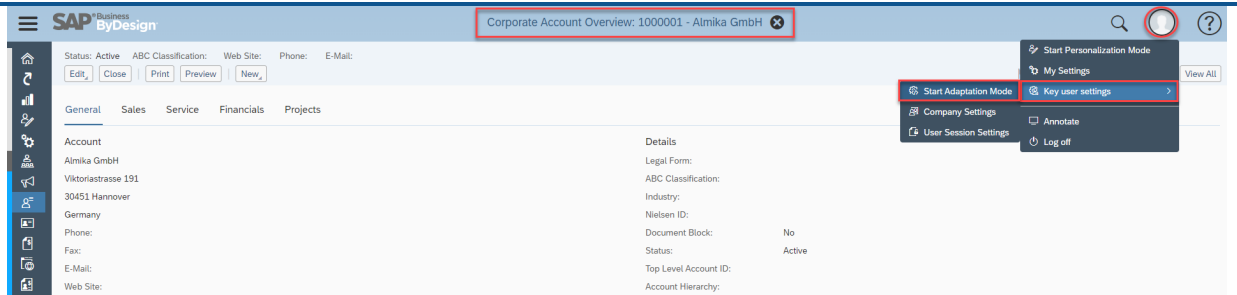 SAP Business ByDesign
Corporate Account Overview: 1000001 - Almika GmbH
Status: Active ABC Classification: Web Site: Phone: E-Mail:
Edit Close Print Preview New View All
Start Personalization Mode
My Settings
Key user settings
Annotate
Log off
Start Adaptation Mode
Company Settings
User Session Settings
General Sales Service Financials Projects
Account
Almika GmbH
Viktoriastrasse 191
30451 Hannover
Germany
Phone:
Fax:
E-Mail:
Web Site:
Details
Legal Form:
ABC Classification:
Industry:
Nielsen ID:
Document Block: No
Status: Active
Top Level Account ID:
Account Hierarchy: